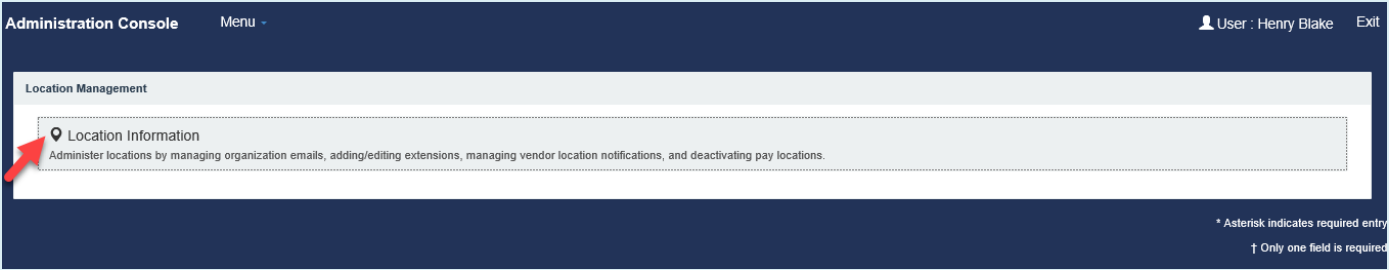 Administration Console Menu User : Henry Blake Exit
Location Management
Location Information
Administer locations by managing organization emails, adding/editing extensions, managing vendor location notifications, and deactivating pay locations.
* Asterisk indicates required entry
† Only one field is required